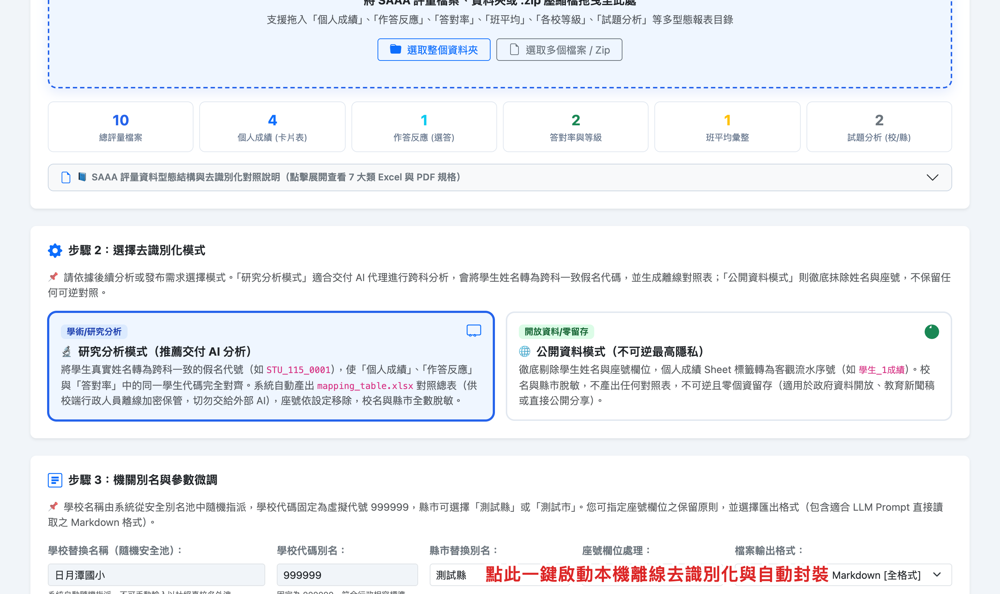 將 SAAA 評量檔案、資料夾或 .zip 壓縮檔拖曳至此處
支援拖入「個人成績」、「作答反應」、「答對率」、「班平均」、「各校等級」、「試題分析」等多型態報表目錄
選取整個資料夾
選取多個檔案 / Zip
10
總評量檔案
4
個人成績 (卡片表)
1
作答反應 (選答)
2
答對率與等級
1
班平均彙整
2
試題分析 (校/縣)
SAAA 評量資料型態結構與去識別化對照說明（點擊展開查看 7 大類 Excel 與 PDF 規格）
步驟 2：選擇去識別化模式
請依據後續分析或發布需求選擇模式。「研究分析模式」適合交付 AI 代理進行跨科分析，會將學生姓名轉為跨科一致假名代碼，並生成離線對照表；「公開資料模式」則徹底抹除姓名與座號，不保留任
何可逆對照。
學術/研究分析
研究分析模式（推薦交付 AI 分析）
將學生真實姓名轉為跨科一致的假名代號（如 STU_115_0001），使「個人成績」、「作答反應」
與「答對率」中的同一學生代碼完全對齊。系統自動產出 mapping_table.xlsx 對照總表（供
校端行政人員離線加密保管，切勿交給外部 AI），座號依設定移除，校名與縣市全數脫敏。
開放資料/零留存
公開資料模式（不可逆最高隱私）
徹底剔除學生姓名與座號欄位，個人成績 Sheet 標籤轉為客觀流水序號（如 學生_1成績）。校
名與縣市脫敏，不產出任何對照表，不可逆且零個資留存（適用於政府資料開放、教育新聞稿
或直接公開分享）。
步驟 3：機關別名與參數微調
學校名稱由系統從安全別名池中隨機指派，學校代碼固定為虛擬代號 999999，縣市可選擇「測試縣」或「測試市」。您可指定座號欄位之保留原則，並選擇匯出格式（包含適合 LLM Prompt 直接讀
取之 Markdown 格式）。
學校替換名稱（隨機安全池）：
學校代碼別名：
縣市替換別名：
座號欄位處理：
檔案輸出格式：
日月潭國小
999999
測試縣
點此一鍵啟動本機離線去識別化與自動封裝
Markdown [全格式]